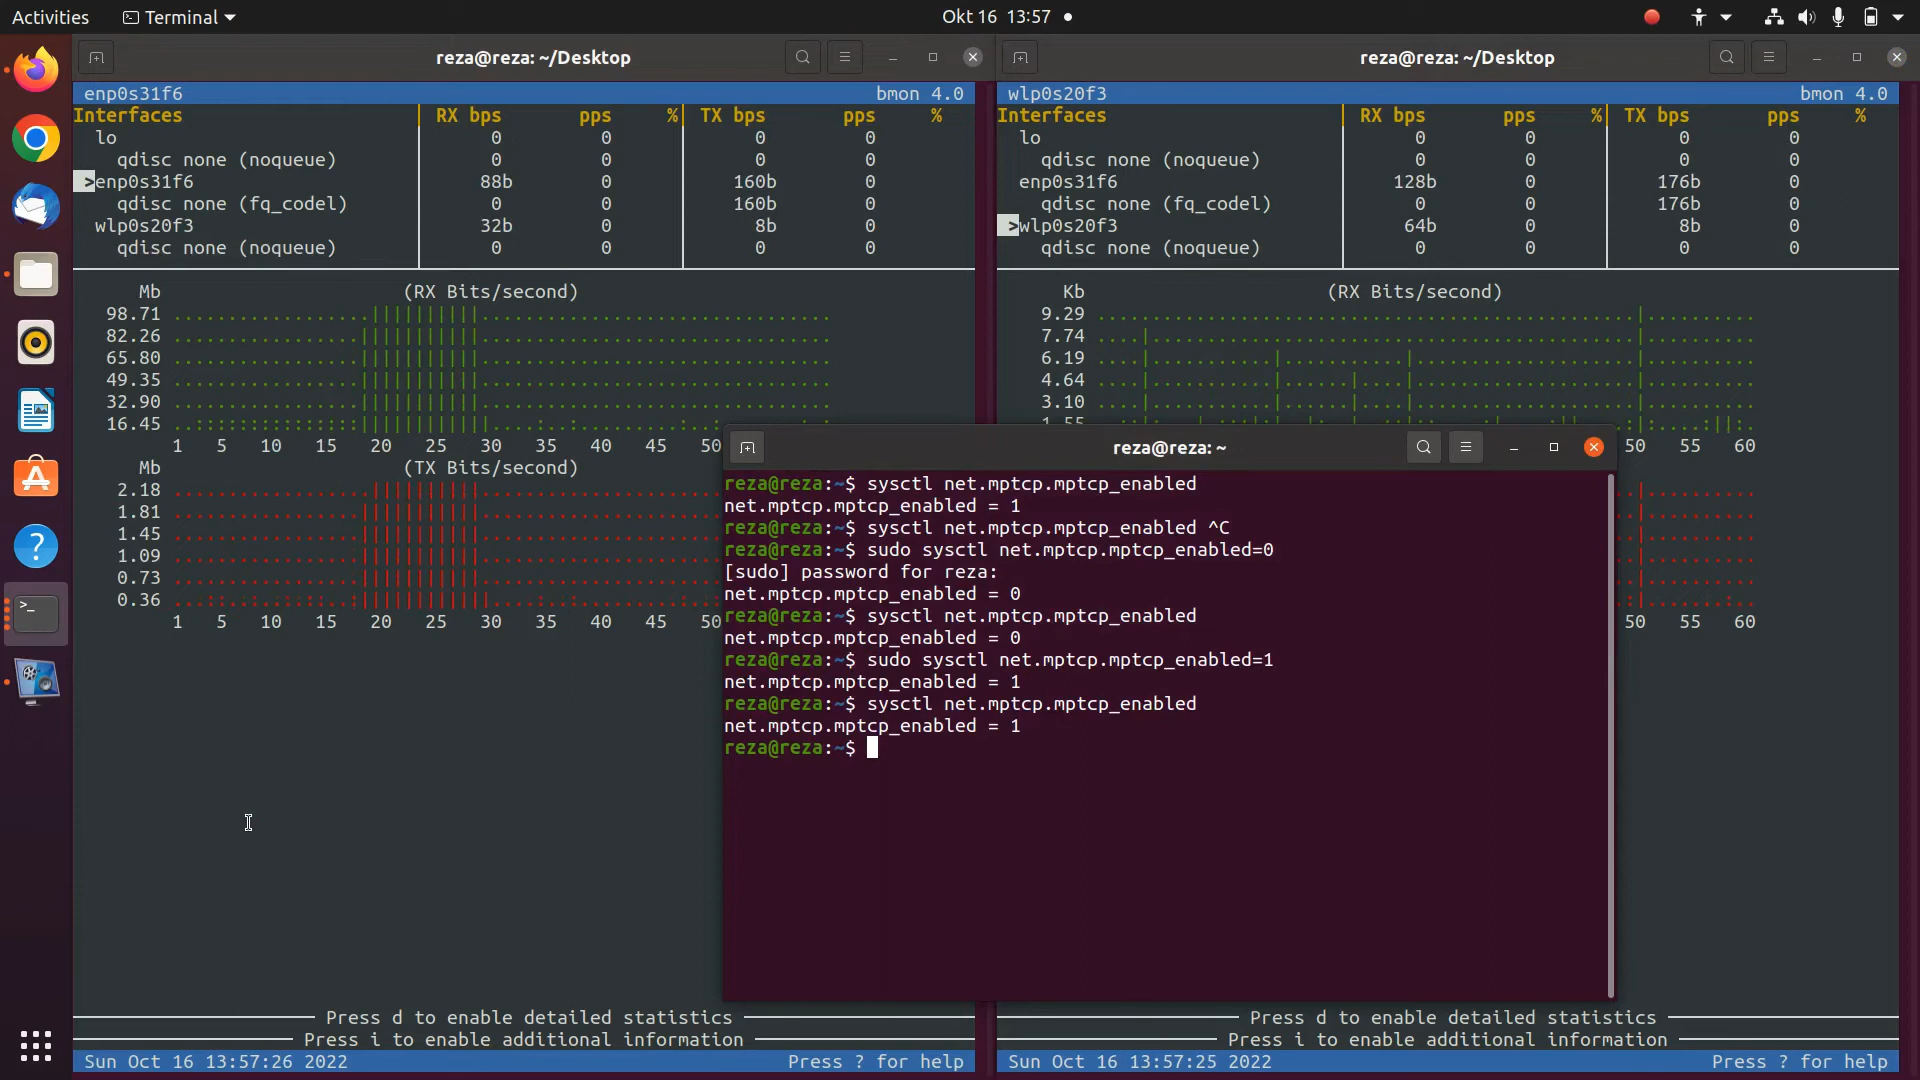 Activities
Terminal
Okt 16 13:57
reza@reza: ~/Desktop
enp0s31f6 bmon 4.0
Interfaces RX bps pps % TX bps pps %
lo 0 0 0 0
qdisc none (noqueue) 0 0 0 0
>enp0s31f6 88b 0 160b 0
qdisc none (fq_codel) 0 0 160b 0
wlp0s20f3 32b 0 8b 0
qdisc none (noqueue) 0 0 0 0
Mb (RX Bits/second)
98.71
82.26
65.80
49.35
32.90
16.45
1 5 10 15 20 25 30 35 40 45 50
Mb (TX Bits/second)
2.18
1.81
1.45
1.09
0.73
0.36
1 5 10 15 20 25 30 35 40 45 50
Press d to enable detailed statistics
Press i to enable additional information
Sun Oct 16 13:57:26 2022 Press ? for help
reza@reza: ~/Desktop
wlp0s20f3 bmon 4.0
Interfaces RX bps pps % TX bps pps %
lo 0 0 0 0
qdisc none (noqueue) 0 0 0 0
enp0s31f6 128b 0 176b 0
qdisc none (fq_codel) 0 0 176b 0
>wlp0s20f3 64b 0 8b 0
qdisc none (noqueue) 0 0 0 0
Kb (RX Bits/second)
9.29
7.74
6.19
4.64
3.10
1.55
50 55 60
50 55 60
Press d to enable detailed statistics
Press i to enable additional information
Sun Oct 16 13:57:25 2022 Press ? for help
reza@reza: ~
reza@reza:~$ sysctl net.mptcp.mptcp_enabled
net.mptcp.mptcp_enabled = 1
reza@reza:~$ sysctl net.mptcp.mptcp_enabled ^C
reza@reza:~$ sudo sysctl net.mptcp.mptcp_enabled=0
[sudo] password for reza:
net.mptcp.mptcp_enabled = 0
reza@reza:~$ sysctl net.mptcp.mptcp_enabled
net.mptcp.mptcp_enabled = 0
reza@reza:~$ sudo sysctl net.mptcp.mptcp_enabled=1
net.mptcp.mptcp_enabled = 1
reza@reza:~$ sysctl net.mptcp.mptcp_enabled
net.mptcp.mptcp_enabled = 1
reza@reza:~$